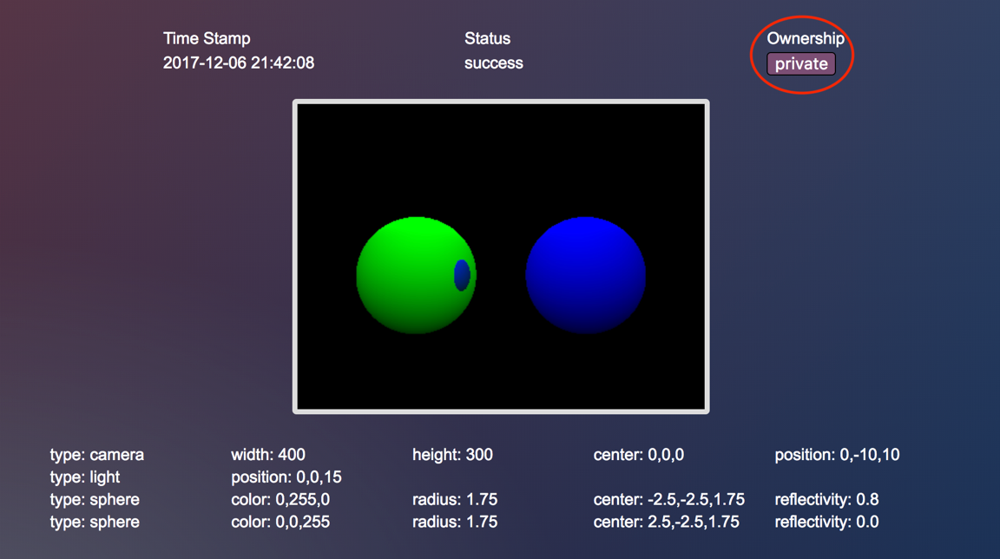 Time Stamp Status Ownership
2017-12-06 21:42:08 success private
type: camera width: 400 height: 300 center: 0,0,0 position: 0,-10,10
type: light position: 0,0,15
type: sphere color: 0,255,0 radius: 1.75 center: -2.5,-2.5,1.75 reflectivity: 0.8
type: sphere color: 0,0,255 radius: 1.75 center: 2.5,-2.5,1.75 reflectivity: 0.0